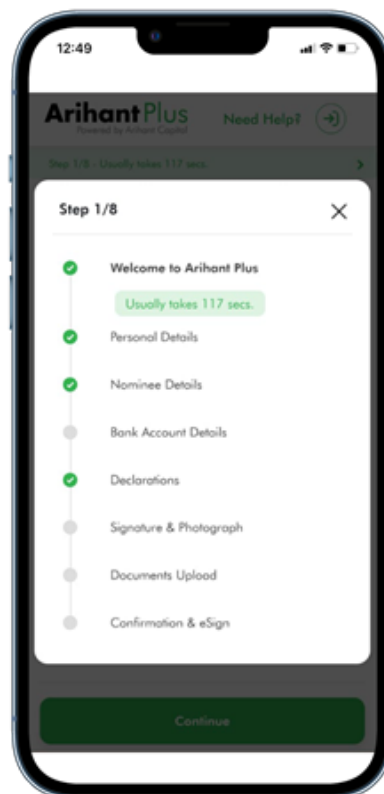 12:49
ArihantPlus
Powered by Arihant Capital
Need Help?
Step 1/8 - Usually takes 117 secs.
Step 1/8
Welcome to Arihant Plus
Usually takes 117 secs.
Personal Details
Nominee Details
Bank Account Details
Declarations
Signature & Photograph
Documents Upload
Confirmation & eSign
Continue